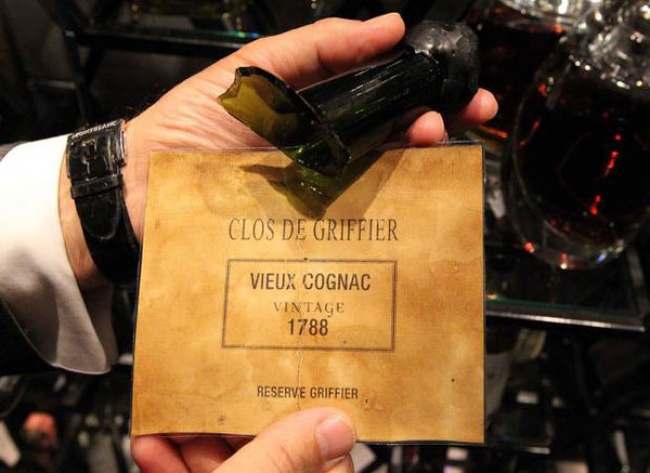 CLOS DE GRIFFIER
VIEUX COGNAC
VINTAGE
1788
RESERVE GRIFFIER